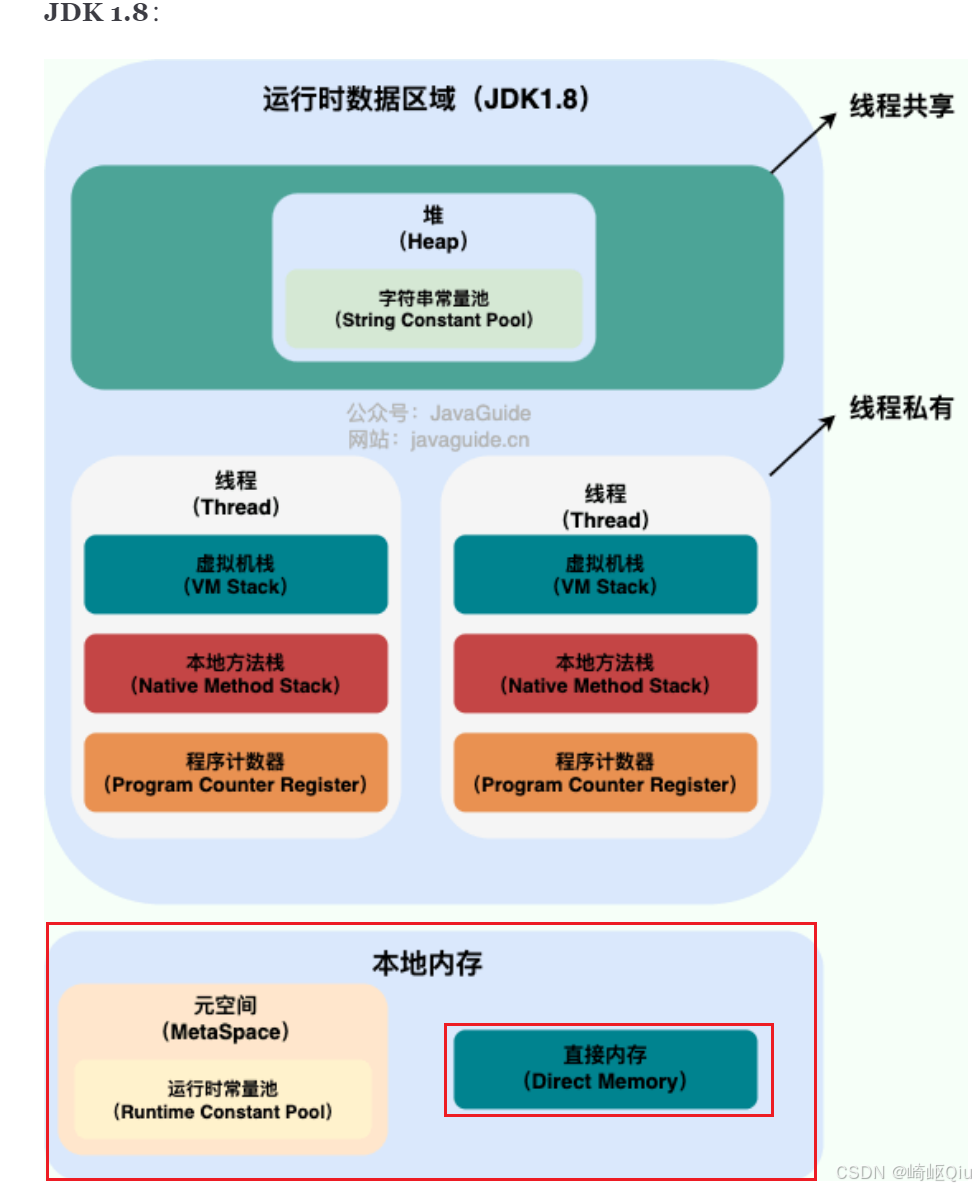 JDK 1.8：
运行时数据区域（JDK1.8）
线程共享
堆
（Heap）
字符串常量池
（String Constant Pool）
公众号：JavaGuide
网站：javaguide.cn
线程私有
线程
（Thread）
虚拟机栈
（VM Stack）
本地方法栈
（Native Method Stack）
程序计数器
（Program Counter Register）
线程
（Thread）
虚拟机栈
（VM Stack）
本地方法栈
（Native Method Stack）
程序计数器
（Program Counter Register）
本地内存
元空间
（MetaSpace）
运行时常量池
（Runtime Constant Pool）
直接内存
（Direct Memory）
CSDN @崎岖Qiu